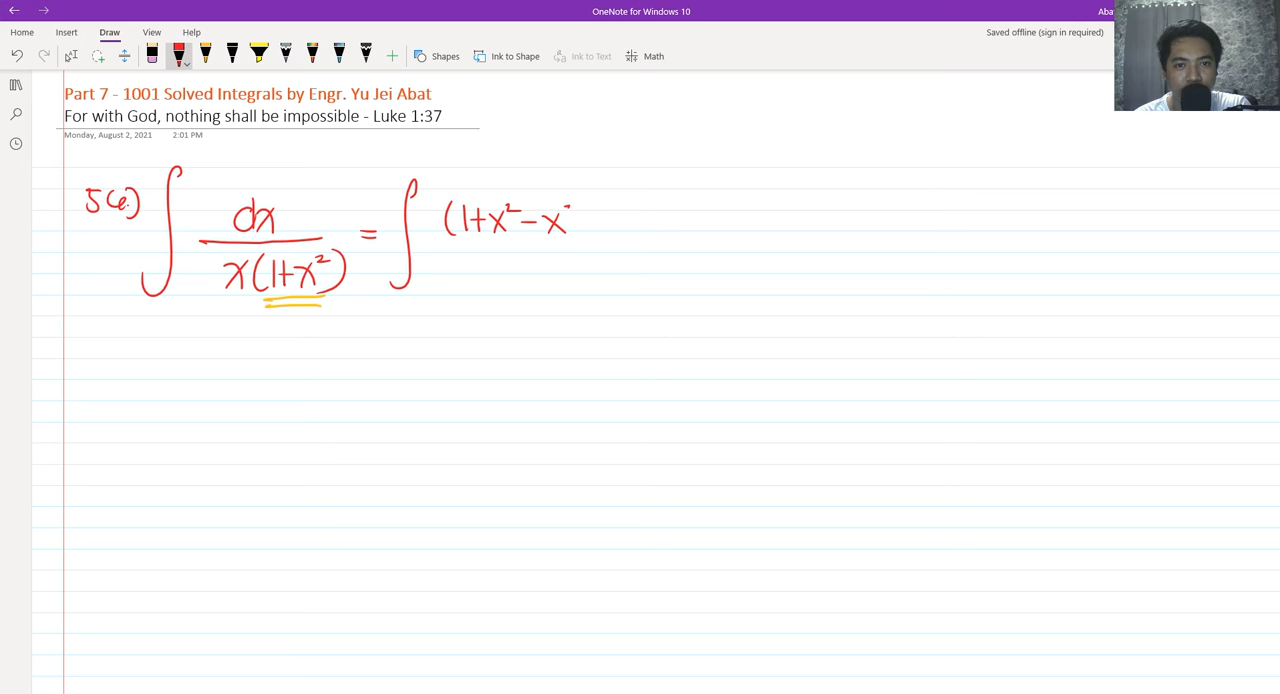 OneNote for Windows 10
Aba
Home Insert Draw View Help
Saved offline (sign in required)
Shapes Ink to Shape Ink to Text Math
Part 7 - 1001 Solved Integrals by Engr. Yu Jei Abat
For with God, nothing shall be impossible - Luke 1:37
Monday, August 2, 2021 2:01 PM
∫ dx / x(1+x²) = ∫ (1+x² - x